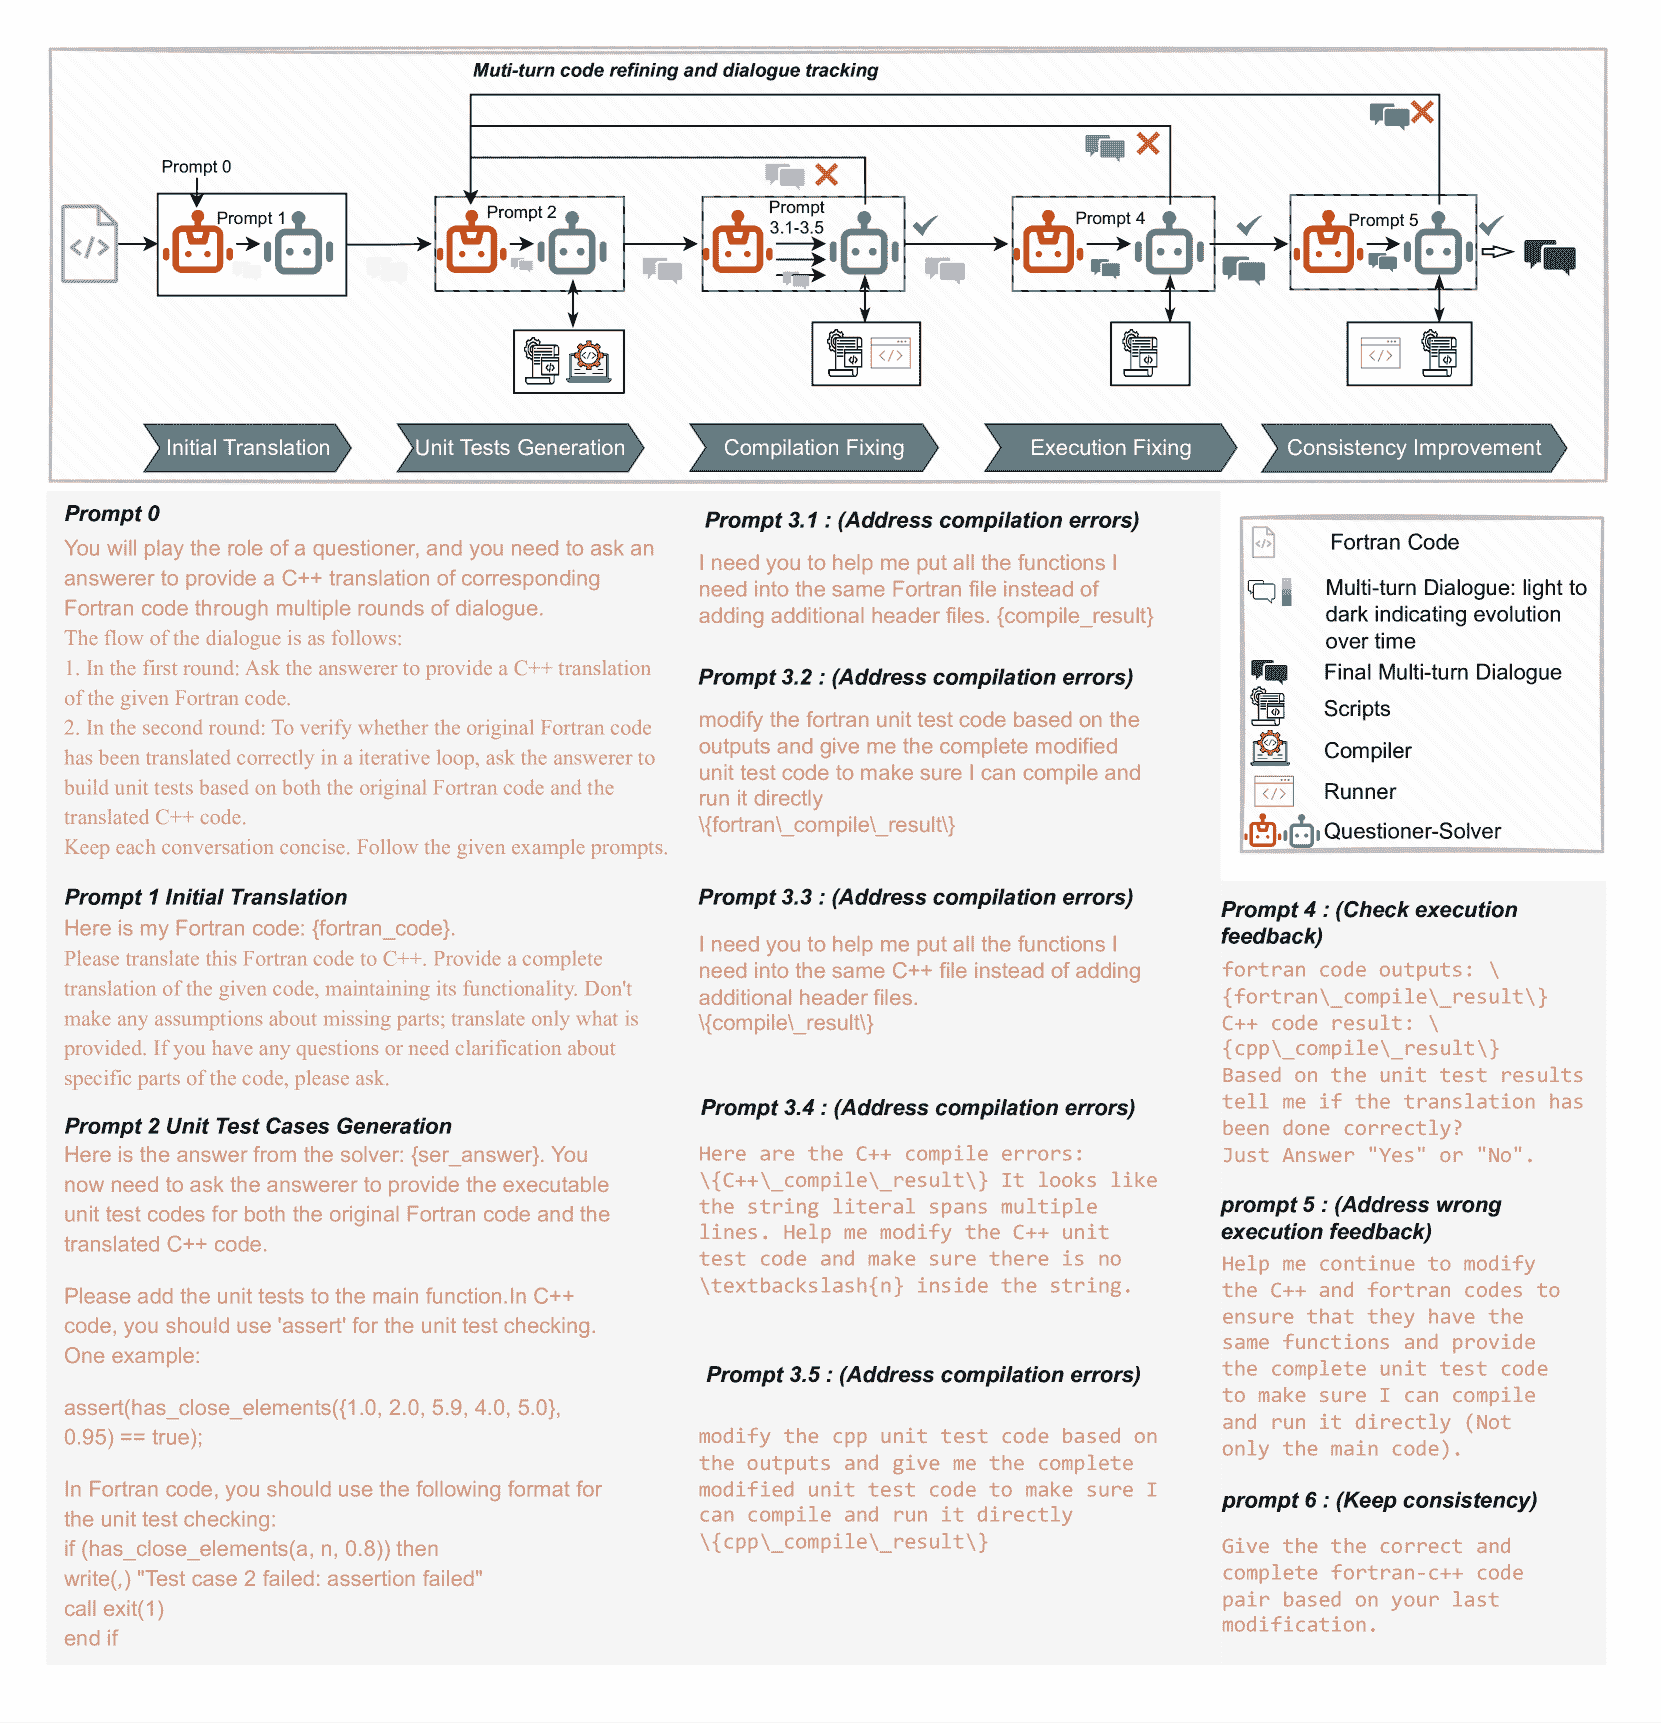 Muti-turn code refining and dialogue tracking
Prompt 0
Prompt 1
Prompt 2
Prompt
3.1-3.5
Prompt 4
Prompt 5
Initial Translation
Unit Tests Generation
Compilation Fixing
Execution Fixing
Consistency Improvement
Prompt 0
You will play the role of a questioner, and you need to ask an
answerer to provide a C++ translation of corresponding
Fortran code through multiple rounds of dialogue.
The flow of the dialogue is as follows:
1. In the first round: Ask the answerer to provide a C++ translation
of the given Fortran code.
2. In the second round: To verify whether the original Fortran code
has been translated correctly in a iterative loop, ask the answerer to
build unit tests based on both the original Fortran code and the
translated C++ code.
Keep each conversation concise. Follow the given example prompts.
Prompt 1 Initial Translation
Here is my Fortran code: {fortran_code}.
Please translate this Fortran code to C++. Provide a complete
translation of the given code, maintaining its functionality. Don't
make any assumptions about missing parts; translate only what is
provided. If you have any questions or need clarification about
specific parts of the code, please ask.
Prompt 2 Unit Test Cases Generation
Here is the answer from the solver: {ser_answer}. You
now need to ask the answerer to provide the executable
unit test codes for both the original Fortran code and the
translated C++ code.
Please add the unit tests to the main function.In C++
code, you should use 'assert' for the unit test checking.
One example:
assert(has_close_elements({1.0, 2.0, 5.9, 4.0, 5.0},
0.95) == true);
In Fortran code, you should use the following format for
the unit test checking:
if (has_close_elements(a, n, 0.8)) then
write(,) "Test case 2 failed: assertion failed"
call exit(1)
end if
Prompt 3.1 : (Address compilation errors)
I need you to help me put all the functions I
need into the same Fortran file instead of
adding additional header files. {compile_result}
Prompt 3.2 : (Address compilation errors)
modify the fortran unit test code based on the
outputs and give me the complete modified
unit test code to make sure I can compile and
run it directly
\{fortran\_compile\_result\}
Prompt 3.3 : (Address compilation errors)
I need you to help me put all the functions I
need into the same C++ file instead of adding
additional header files.
\{compile\_result\}
Prompt 3.4 : (Address compilation errors)
Here are the C++ compile errors:
\{C++\_compile\_result\} It looks like
the string literal spans multiple
lines. Help me modify the C++ unit
test code and make sure there is no
\textbackslash{n} inside the string.
Prompt 3.5 : (Address compilation errors)
modify the cpp unit test code based on
the outputs and give me the complete
modified unit test code to make sure I
can compile and run it directly
\{cpp\_compile\_result\}
Fortran Code
Multi-turn Dialogue: light to
dark indicating evolution
over time
Final Multi-turn Dialogue
Scripts
Compiler
Runner
Questioner-Solver
Prompt 4 : (Check execution
feedback)
fortran code outputs: \
{fortran\_compile\_result\}
C++ code result: \
{cpp\_compile\_result\}
Based on the unit test results
tell me if the translation has
been done correctly?
Just Answer "Yes" or "No".
prompt 5 : (Address wrong
execution feedback)
Help me continue to modify
the C++ and fortran codes to
ensure that they have the
same functions and provide
the complete unit test code
to make sure I can compile
and run it directly (Not
only the main code).
prompt 6 : (Keep consistency)
Give the the correct and
complete fortran-c++ code
pair based on your last
modification.